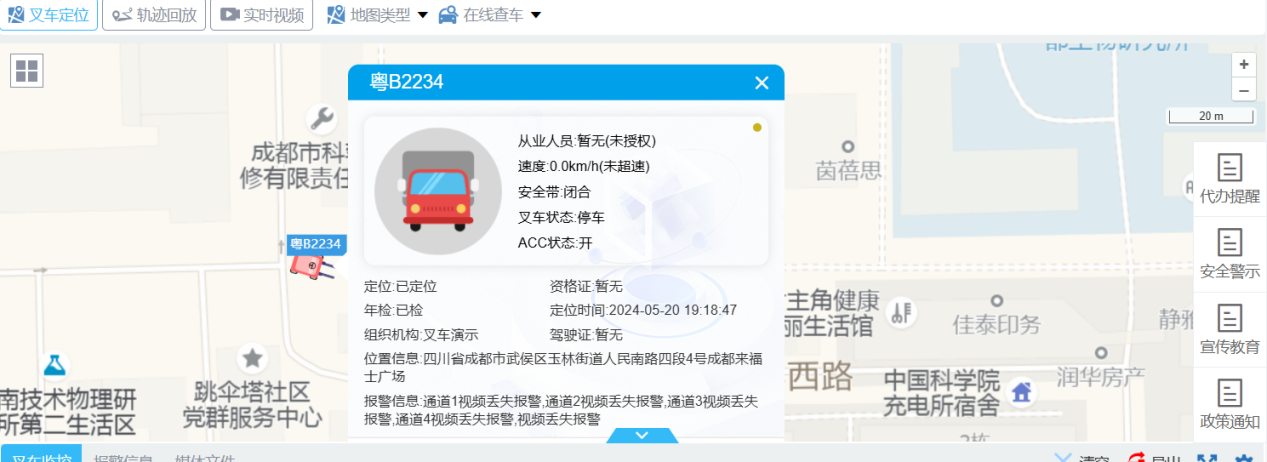 叉车定位 轨迹回放 实时视频 地图类型 在线查车
粤B2234
+
−
20 m
成都市科
修有限责任
茵蓓思
从业人员:暂无(未授权)
速度:0.0km/h(未超速)
安全带:闭合
叉车状态:停车
ACC状态:开
粤B2234
定位:已定位 资格证:暂无
年检:已检 定位时间:2024-05-20 19:18:47
组织机构:叉车演示 驾驶证:暂无
位置信息:四川省成都市武侯区玉林街道人民南路四段4号成都来福
士广场
报警信息:通道1视频丢失报警,通道2视频丢失报警,通道3视频丢失
报警,通道4视频丢失报警,视频丢失报警
代办提醒
安全警示
宣传教育
政策通知
主角健康
丽生活馆
佳泰印务
静雅
西路
中国科学院
充电所宿舍
润华房产
南技术物理研
所第二生活区
跳伞塔社区
党群服务中心
叉车监控 报警信息 媒体文件
清空 导出